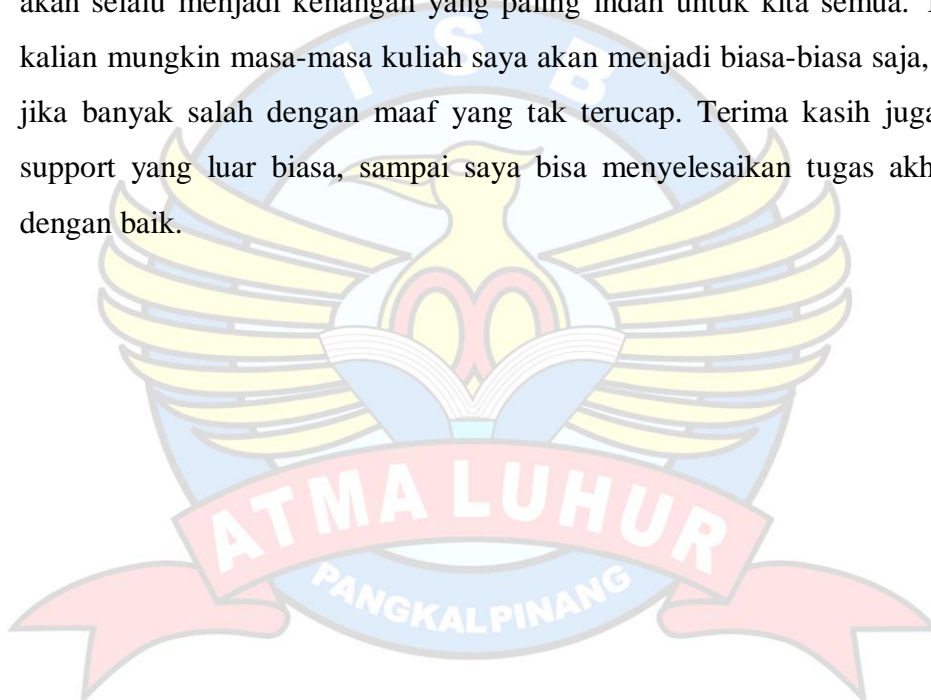 akan selalu menjadi kenangan yang paling indah untuk kita semua.
kalian mungkin masa-masa kuliah saya akan menjadi biasa-biasa saja,
jika banyak salah dengan maaf yang tak terucap. Terima kasih juga
support yang luar biasa, sampai saya bisa menyelesaikan tugas akh
dengan baik.
ISB
ATMA LUHUR
PANGKALPINANG